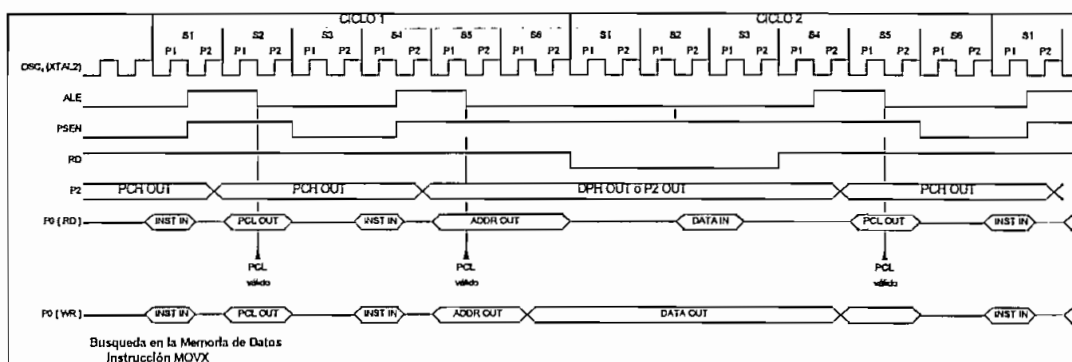 CICLO 1 CICLO 2
S1 S2 S3 S4 S5 S6 S1 S2 S3 S4 S5 S6 S1
P1 P2 P1 P2 P1 P2 P1 P2 P1 P2 P1 P2 P1 P2 P1 P2 P1 P2 P1 P2 P1 P2 P1 P2 P1 P2
OSC. (XTAL2)
ALE
PSEN
RD
P2 PCH OUT PCH OUT DPH OUT o P2 OUT PCH OUT
P0 (RD) INST IN PCL OUT INST IN ADDR OUT DATA IN PCL OUT INST IN
PCL PCL PCL
válido válido válido
P0 (WR) INST IN PCL OUT INST IN ADDR OUT DATA OUT INST IN
Busqueda en la Memoria de Datos
Instrucción MOVX